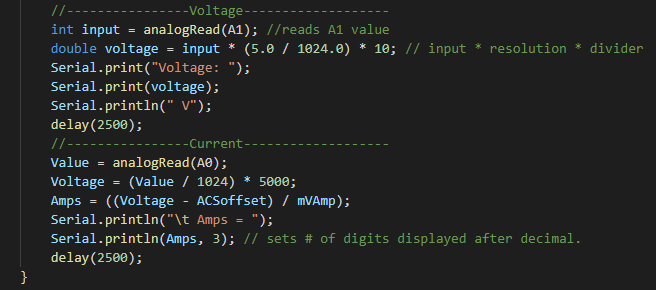 //----------------Voltage-------------------
int input = analogRead(A1); //reads A1 value
double voltage = input * (5.0 / 1024.0) * 10; // input * resolution * divider
Serial.print("Voltage: ");
Serial.print(voltage);
Serial.println(" V");
delay(2500);
//----------------Current-------------------
Value = analogRead(A0);
Voltage = (Value / 1024) * 5000;
Amps = ((Voltage - ACSoffset) / mVAmp);
Serial.println("\t Amps = ");
Serial.println(Amps, 3); // sets # of digits displayed after decimal.
delay(2500);
}